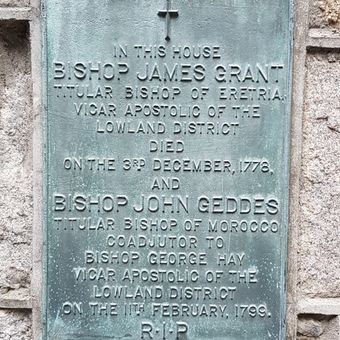 IN THIS HOUSE
BISHOP JAMES GRANT
TITULAR BISHOP OF ERETRIA,
VICAR APOSTOLIC OF THE
LOWLAND DISTRICT
DIED
ON THE 3RD DECEMBER, 1778,
AND
BISHOP JOHN GEDDES
TITULAR BISHOP OF MOROCCO
COADJUTOR TO
BISHOP GEORGE HAY
VICAR APOSTOLIC OF THE
LOWLAND DISTRICT
ON THE 11TH FEBRUARY, 1799.
R·I·P